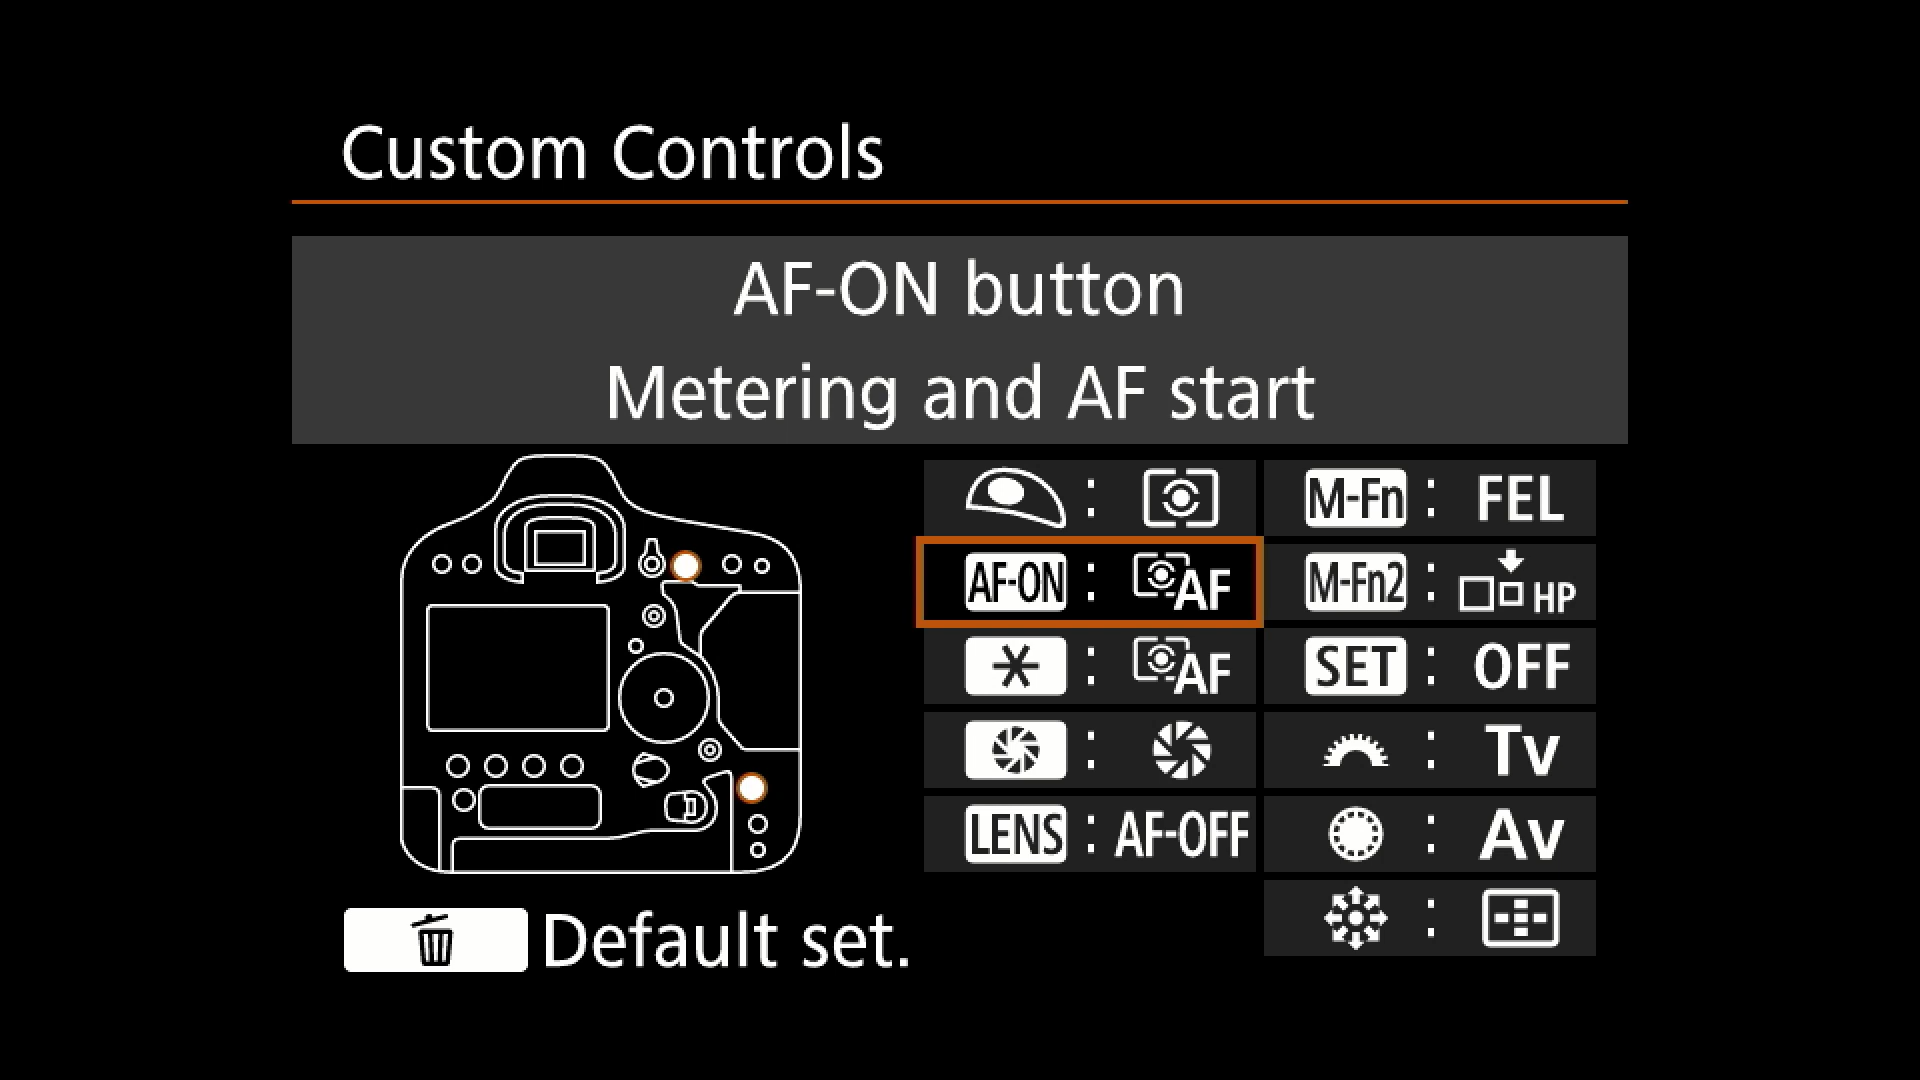 Custom Controls
AF-ON button
Metering and AF start
M-Fn : FEL
AF-ON : AF
M-Fn2 : HP
* : AF
SET : OFF
: Tv
LENS : AF-OFF
: Av
Default set.